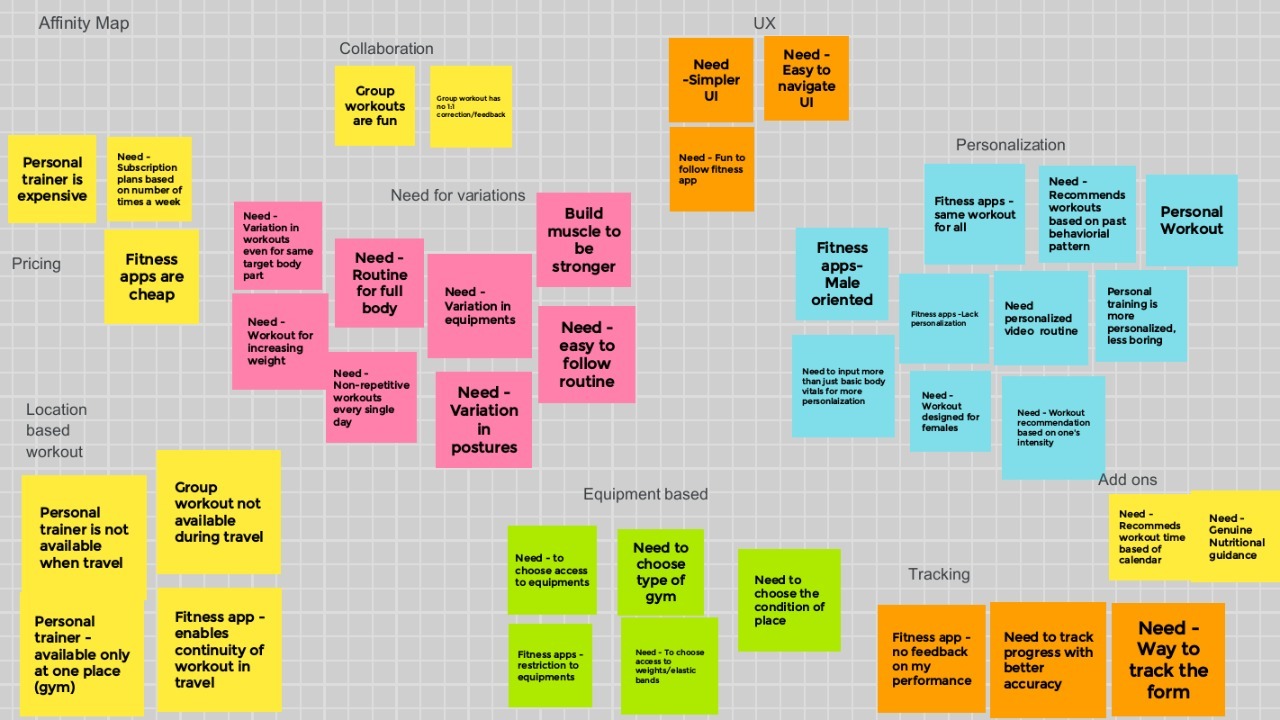 Affinity Map
UX
Collaboration
Group
workouts
are fun
Group workout has
no 1:1
correction/feedback
Need
-Simpler
UI
Need -
Easy to
navigate
UI
Need - Fun to
follow fitness
app
Personal
trainer is
expensive
Need -
Subscription
plans based
on number of
times a week
Fitness
apps are
cheap
Pricing
Need for variations
Need -
Variation in
workouts
even for same
target body
part
Need -
Routine
for full
body
Need -
Variation in
equipments
Build
muscle to
be
stronger
Need -
Workout for
increasing
weight
Need -
Non-repetitive
workouts
every single
day
Need -
Variation
in
postures
Need -
easy to
follow
routine
Personalization
Fitness apps -
same workout
for all
Need -
Recommends
workouts
based on past
behaviorial
pattern
Personal
Workout
Fitness
apps-
Male
oriented
Fitness apps -Lack
personalization
Need
personalized
video routine
Personal
training is
more
personalized,
less boring
Need to input more
than just basic body
vitals for more
personlaization
Need -
Workout
designed for
females
Need - Workout
recommendation
based on one's
intensity
Location
based
workout
Personal
trainer is not
available
when travel
Group
workout not
available
during travel
Personal
trainer -
available only
at one place
(gym)
Fitness app -
enables
continuity of
workout in
travel
Equipment based
Need - to
choose access
to equipments
Need to
choose
type of
gym
Need to
choose the
condition of
place
Fitness apps -
restriction to
equipments
Need - To choose
access to
weights/elastic
bands
Add ons
Need -
Recommeds
workout time
based of
calendar
Need -
Genuine
Nutritional
guidance
Tracking
Fitness app -
no feedback
on my
performance
Need to track
progress with
better
accuracy
Need -
Way to
track the
form